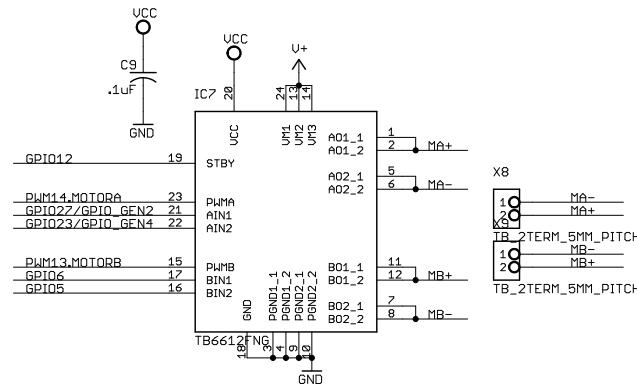 VCC
C9
.1uF
GND
VCC
V+
IC7
20
24
13
14
VCC
VM1
VM2
VM3
GPIO12
19
STBY
PWM14.MOTORA
23
PWMA
GPIO27/GPIO_GEN2
21
AIN1
GPIO23/GPIO_GEN4
22
AIN2
PWM13.MOTORB
15
PWMB
GPIO6
17
BIN1
GPIO5
16
BIN2
AO1_1
1
AO1_2
2
MA+
AO2_1
5
AO2_2
6
MA-
BO1_1
11
BO1_2
12
MB+
BO2_1
7
BO2_2
8
MB-
GND
PGND1_1
PGND1_2
PGND2_1
PGND2_2
TB6612FNG
18
3
4
9
10
GND
X8
1
MA-
2
MA+
TB_2TERM_5MM_PITCH
X9
1
MB-
2
MB+
TB_2TERM_5MM_PITCH